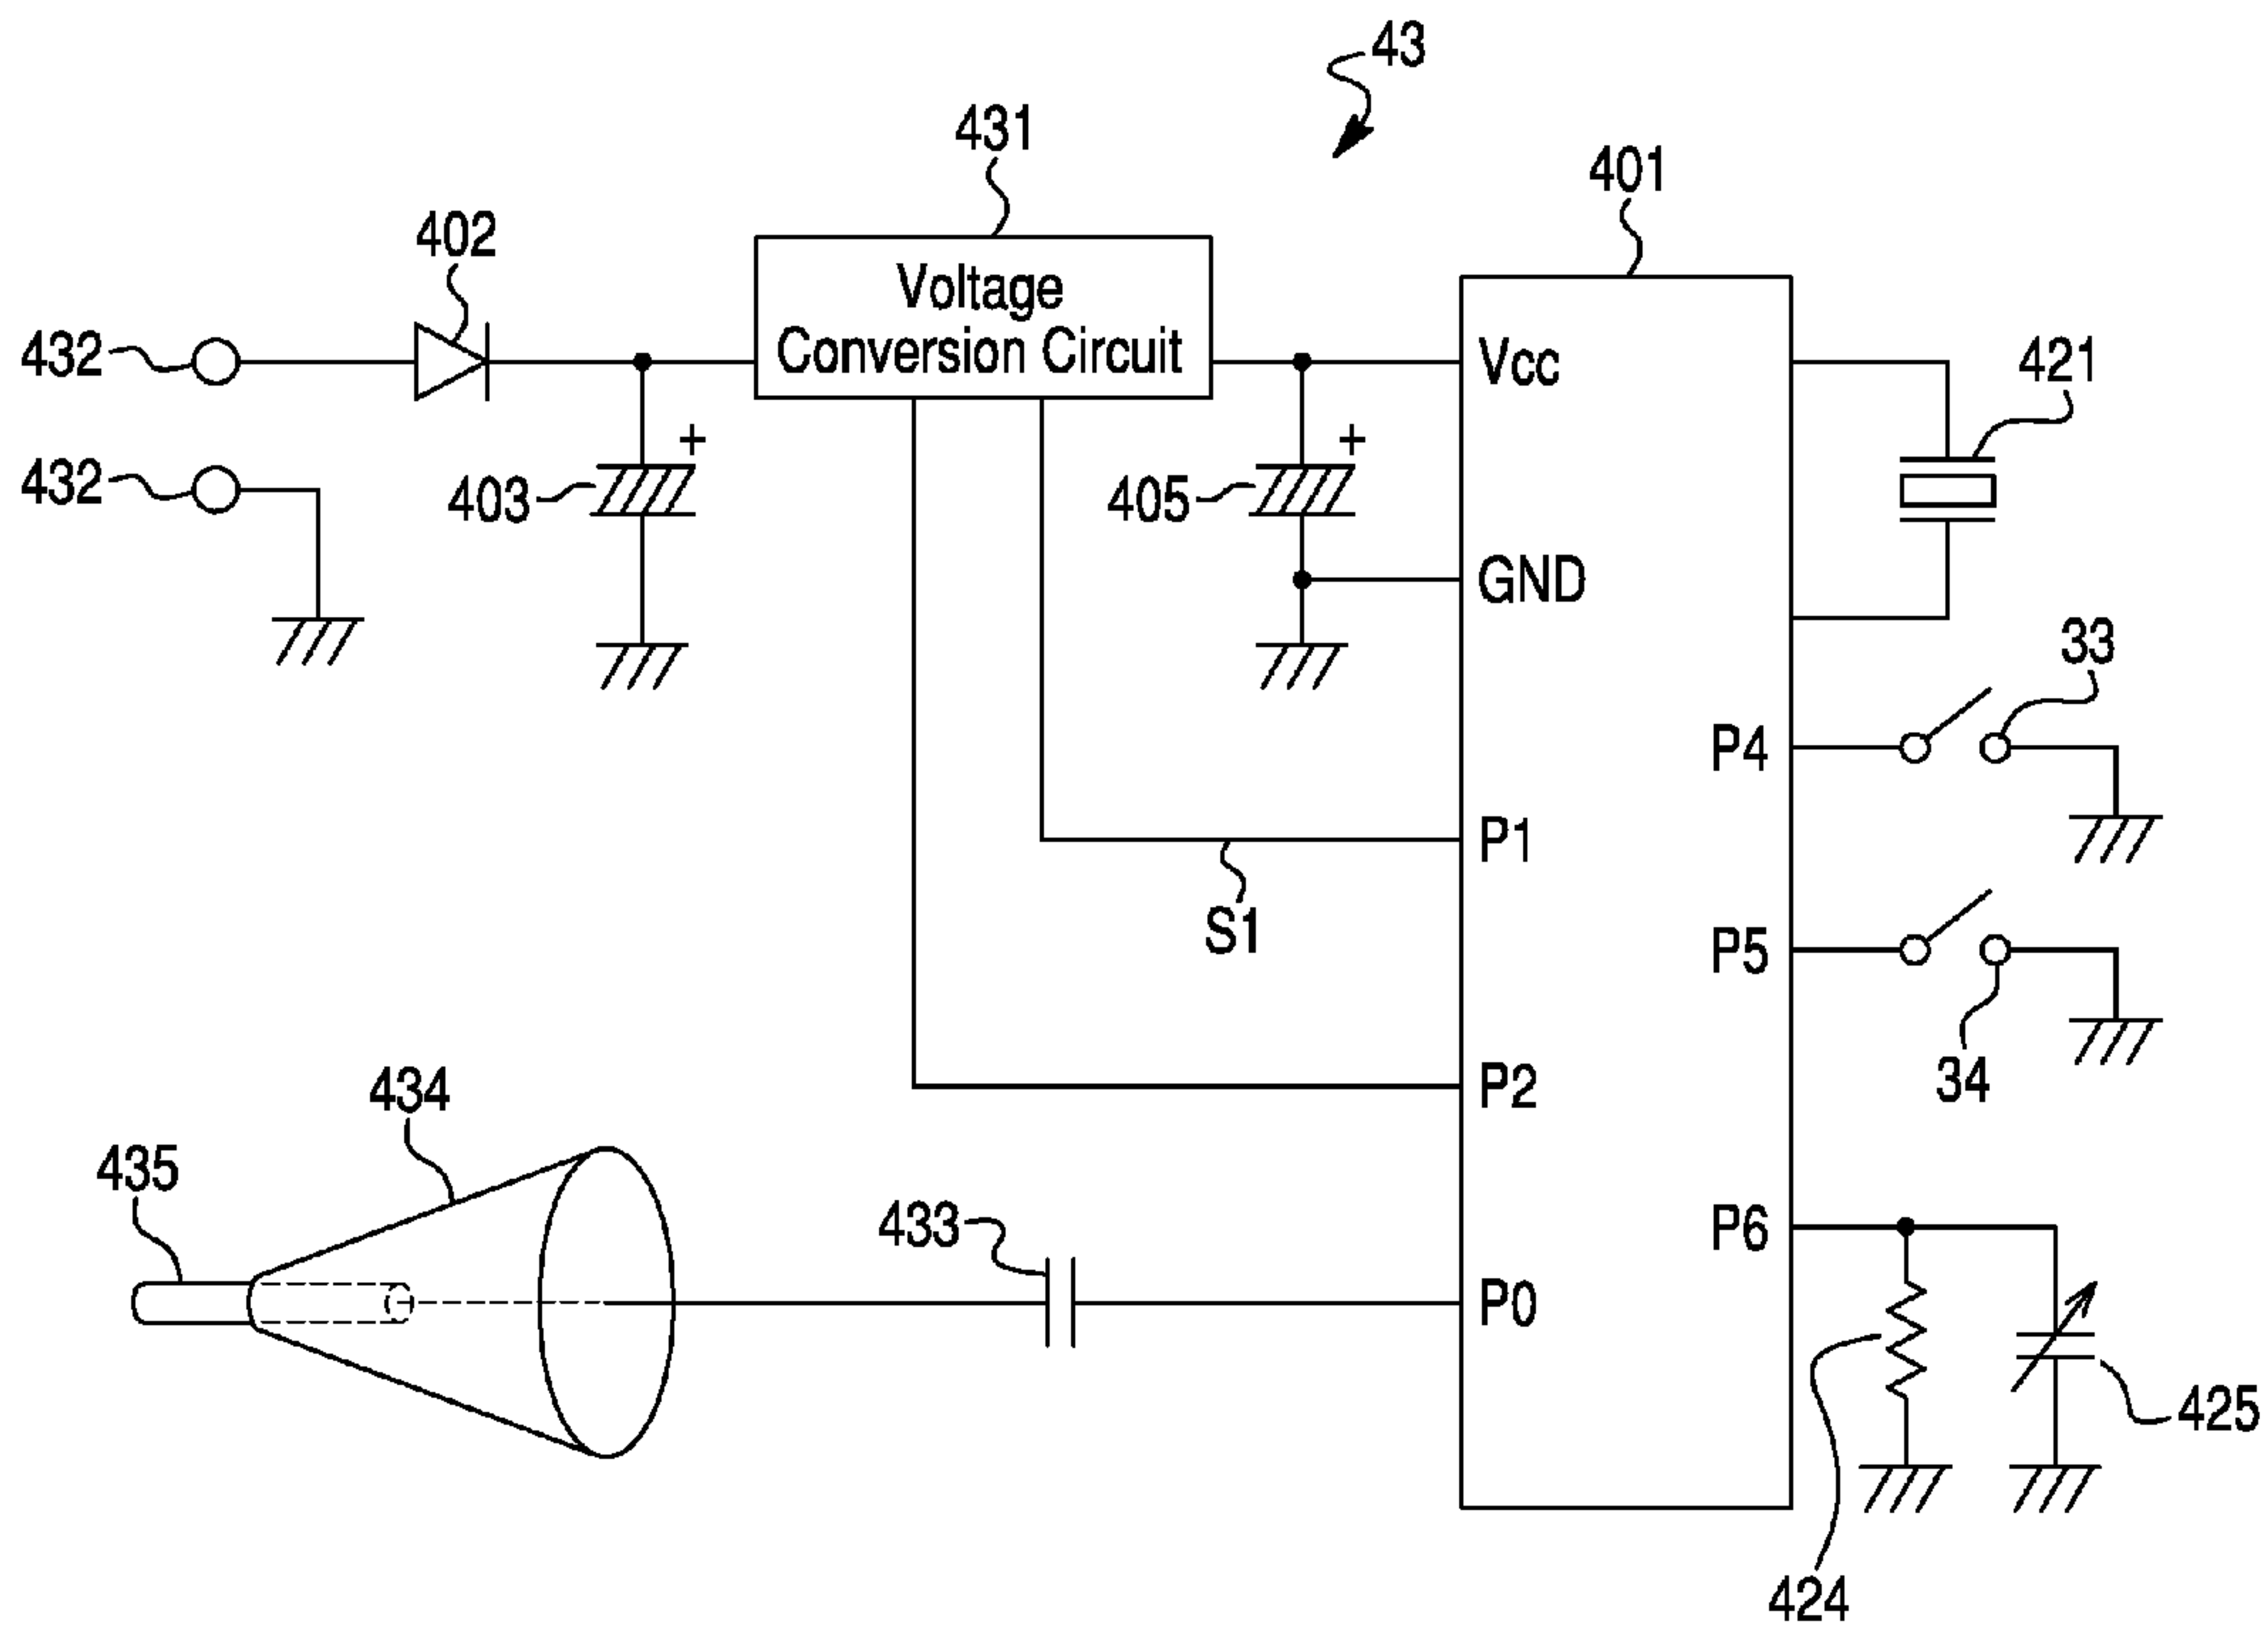 43
431
401
402
Voltage
Conversion Circuit
432
Vcc
421
+
+
432
403
405
GND
33
P4
P1
S1
P5
34
P2
434
435
433
P6
P0
425
424